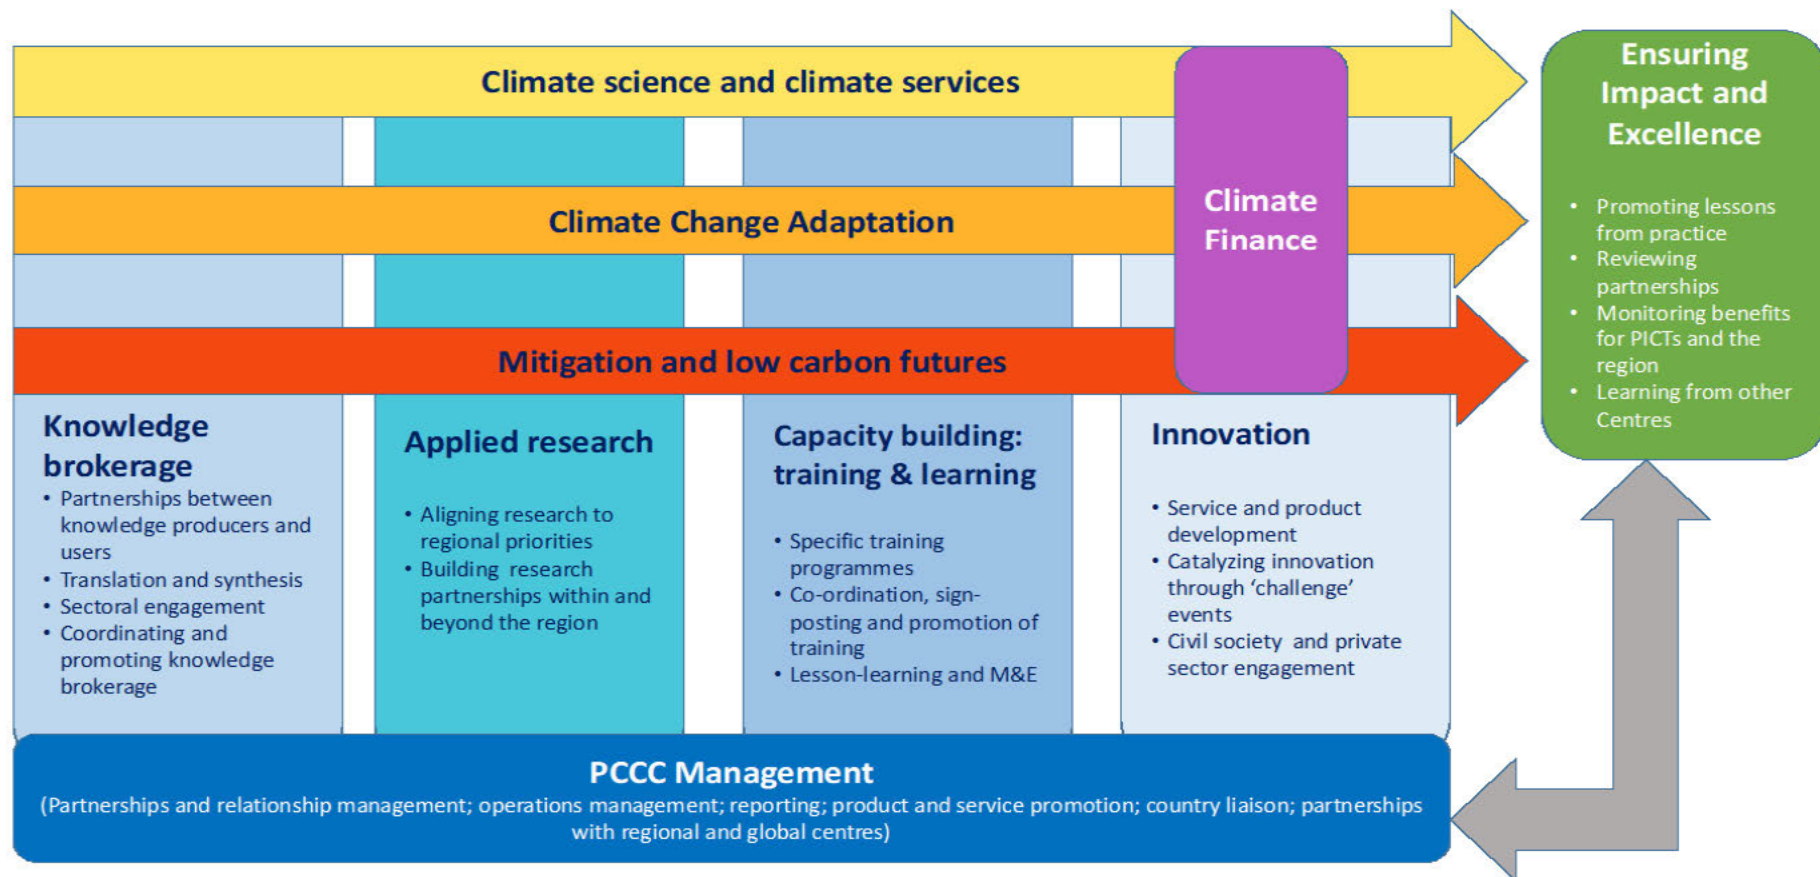 Climate science and climate services
Climate Change Adaptation
Mitigation and low carbon futures
Climate
Finance
Ensuring
Impact and
Excellence
• Promoting lessons
from practice
• Reviewing
partnerships
• Monitoring benefits
for PICTs and the
region
• Learning from other
Centres
Knowledge
brokerage
• Partnerships between
knowledge producers and
users
• Translation and synthesis
• Sectoral engagement
• Coordinating and
promoting knowledge
brokerage
Applied research
• Aligning research to
regional priorities
• Building research
partnerships within and
beyond the region
Capacity building:
training & learning
• Specific training
programmes
• Co-ordination, sign-
posting and promotion of
training
• Lesson-learning and M&E
Innovation
• Service and product
development
• Catalyzing innovation
through ‘challenge’
events
• Civil society and private
sector engagement
PCCC Management
(Partnerships and relationship management; operations management; reporting; product and service promotion; country liaison; partnerships
with regional and global centres)